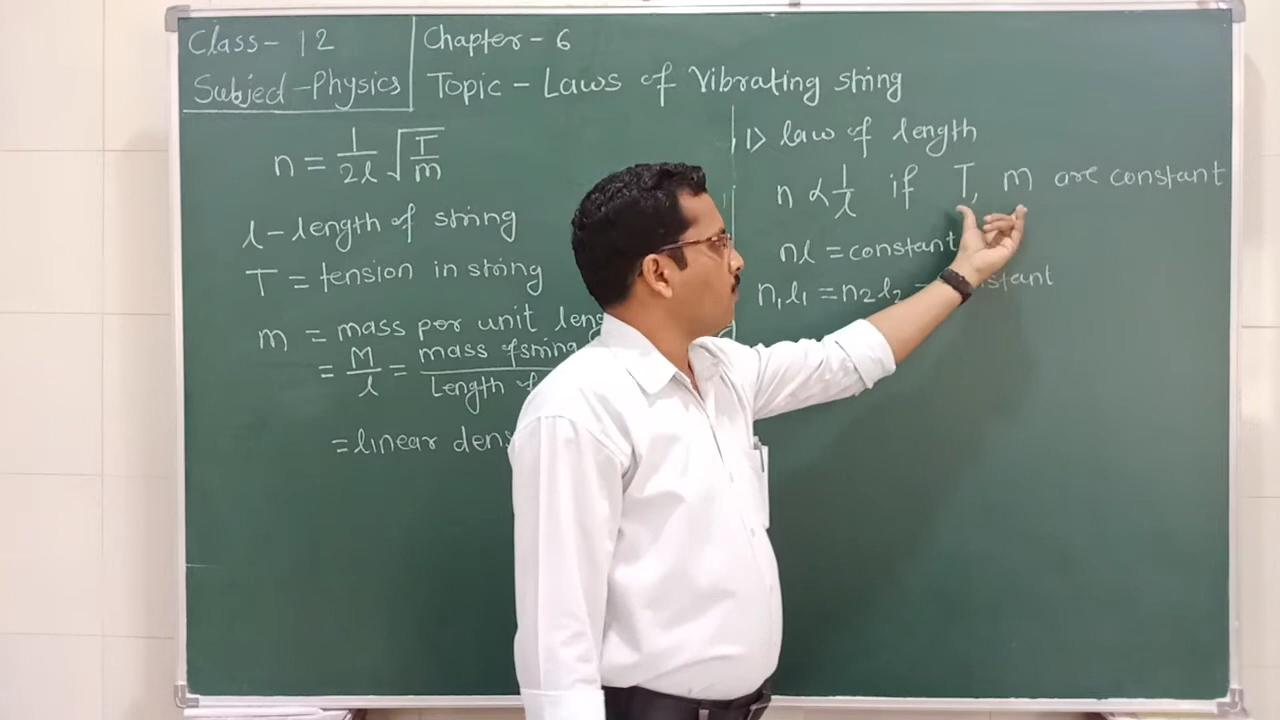 Class - 12
Subject - Physics
Chapter - 6
Topic - Laws of Vibrating string
n = 1/2l √T/m
l - length of string
T = tension in string
m = mass per unit
= M/l = mass of string / Length of
= linear
1> law of length
n ∝ 1/l if T, m are constant
nl = constant
n₁l₁ = n₂l₂ =